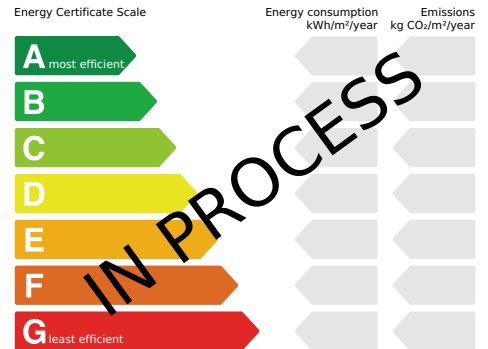 Energy Certificate Scale
Energy consumption
kWh/m²/year
Emissions
kg CO₂/m²/year
A most efficient
B
C
D
E
F
G least efficient
IN PROCESS